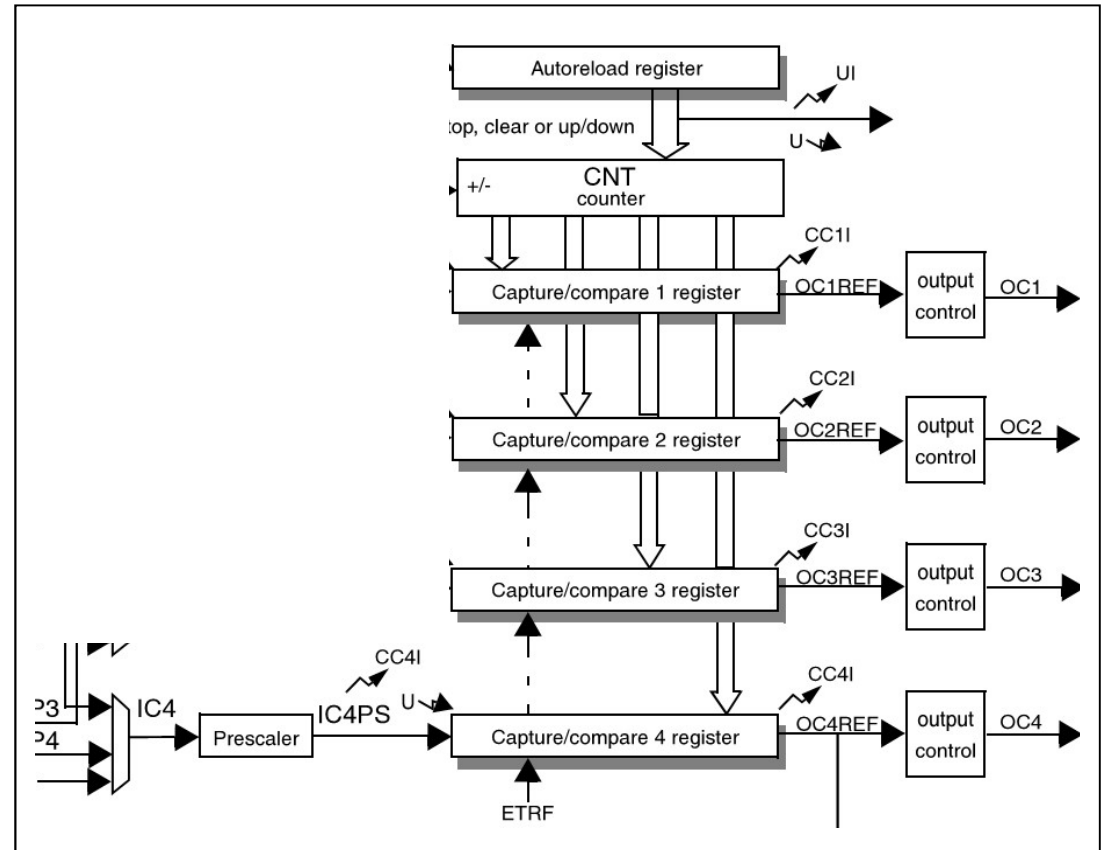 Autoreload register
UI
top, clear or up/down
U
+/-
CNT
counter
CC1I
Capture/compare 1 register
OC1REF
output
control
OC1
CC2I
Capture/compare 2 register
OC2REF
output
control
OC2
CC3I
Capture/compare 3 register
OC3REF
output
control
OC3
P3
P4
IC4
Prescaler
CC4I
IC4PS
U
Capture/compare 4 register
CC4I
OC4REF
output
control
OC4
ETRF